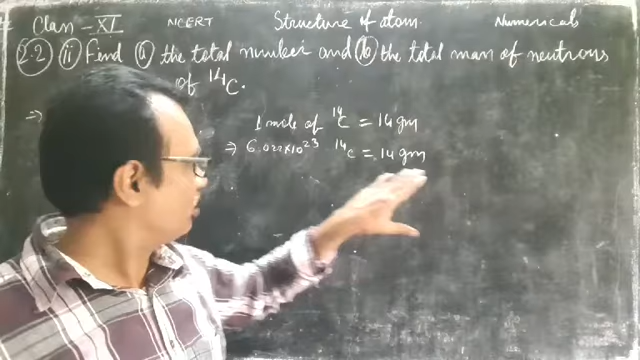 Class - XI NCERT Structure of atom. Numericals
2.2 (ii) Find (a) the total number and (b) the total mass of neutrons
of ¹⁴C.
⇒ 1 mole of ¹⁴C = 14 gm
⇒ 6.022×10²³ ¹⁴C = 14 gm